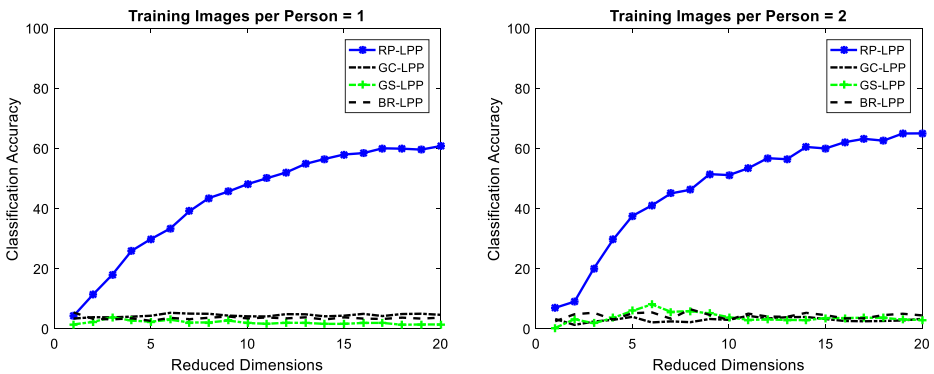 Training Images per Person = 1
100
80
60
40
20
0
Classification Accuracy
RP-LPP
GC-LPP
GS-LPP
BR-LPP
0 5 10 15 20
Reduced Dimensions
Training Images per Person = 2
100
80
60
40
20
0
Classification Accuracy
RP-LPP
GC-LPP
GS-LPP
BR-LPP
0 5 10 15 20
Reduced Dimensions